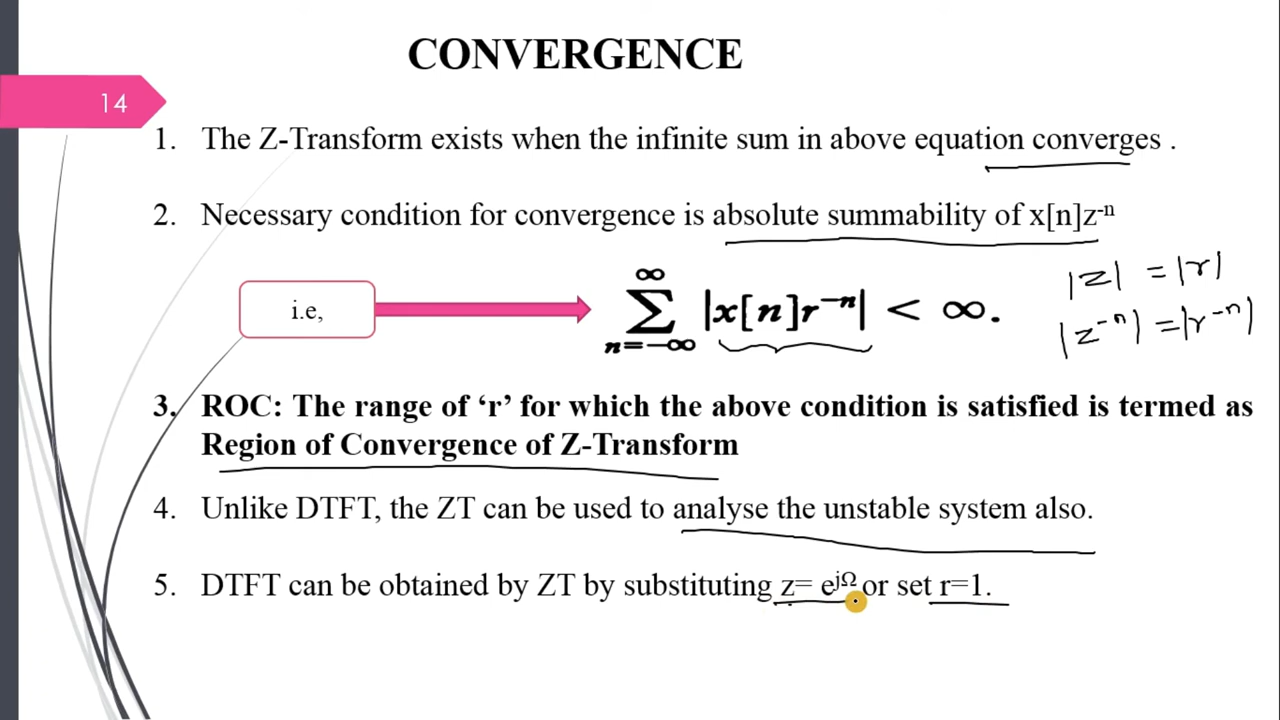 CONVERGENCE
14
1. The Z-Transform exists when the infinite sum in above equation converges .
2. Necessary condition for convergence is absolute summability of x[n]z⁻ⁿ
i.e,
∞
∑ |x[n]r⁻ⁿ| < ∞.
n=−∞
|z| = |r|
|z⁻ⁿ| = |r⁻ⁿ|
3. ROC: The range of ‘r’ for which the above condition is satisfied is termed as
Region of Convergence of Z-Transform
4. Unlike DTFT, the ZT can be used to analyse the unstable system also.
5. DTFT can be obtained by ZT by substituting z= e^jΩ or set r=1.